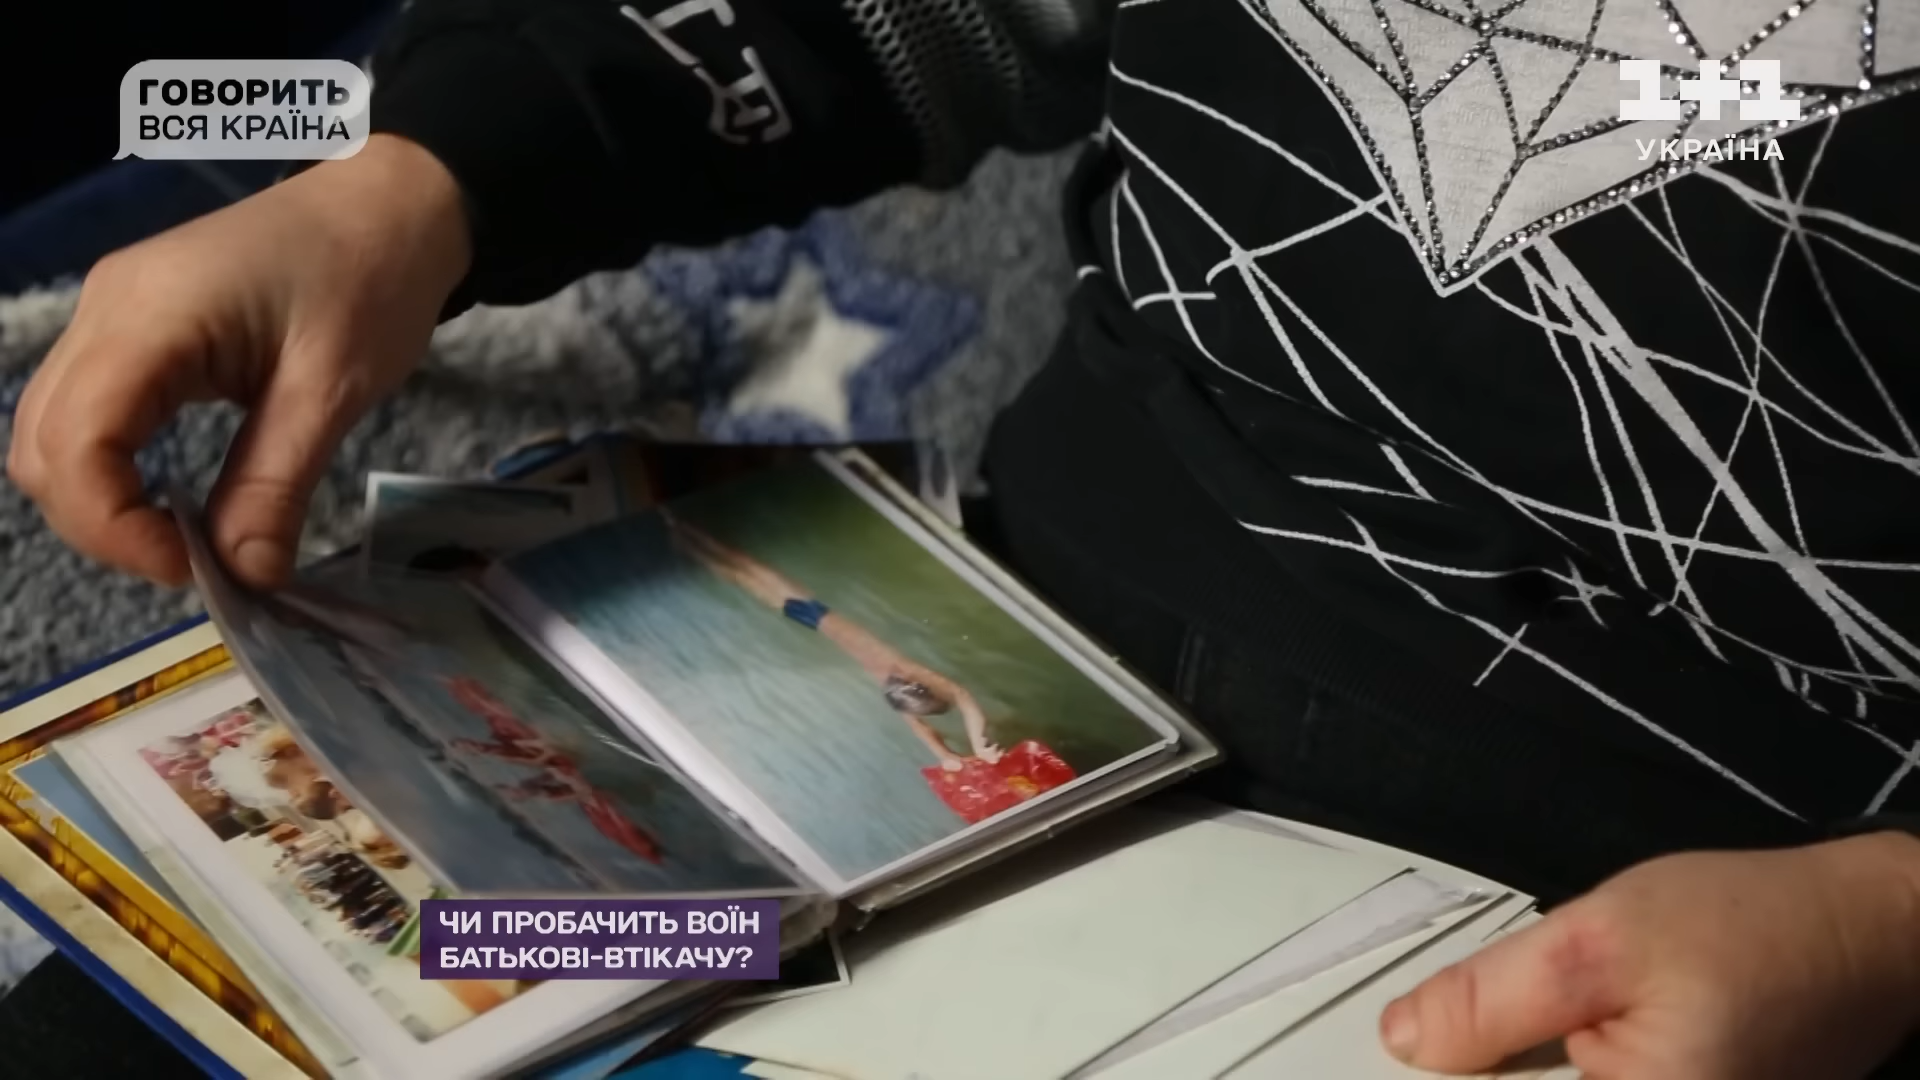 ГОВОРИТЬ
ВСЯ КРАЇНА
1+1
УКРАЇНА
ЧИ ПРОБАЧИТЬ ВОЇН
БАТЬКОВІ-ВТІКАЧУ?